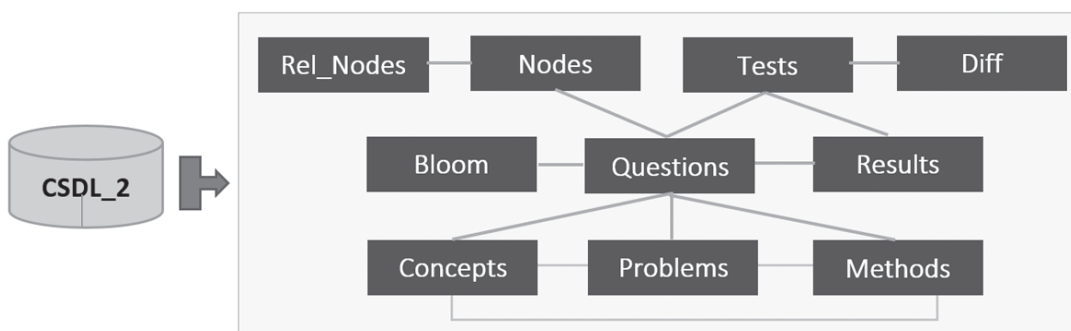 Rel_Nodes
Nodes
Tests
Diff
CSDL_2
Bloom
Questions
Results
Concepts
Problems
Methods